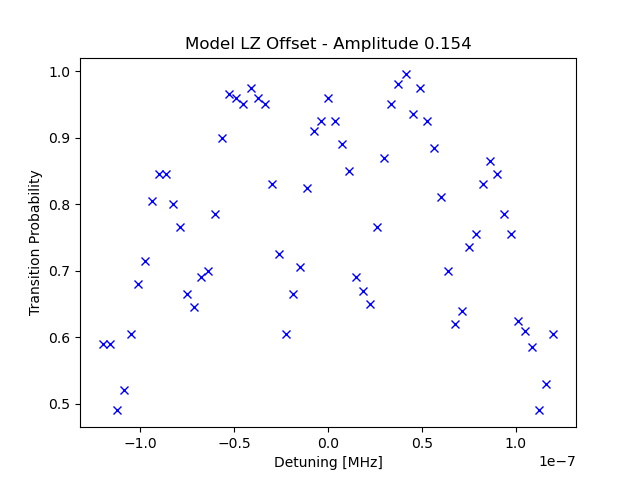 Model LZ Offset - Amplitude 0.154
1.0
0.9
0.8
0.7
0.6
0.5
Transition Probability
−1.0 −0.5 0.0 0.5 1.0
1e−7
Detuning [MHz]